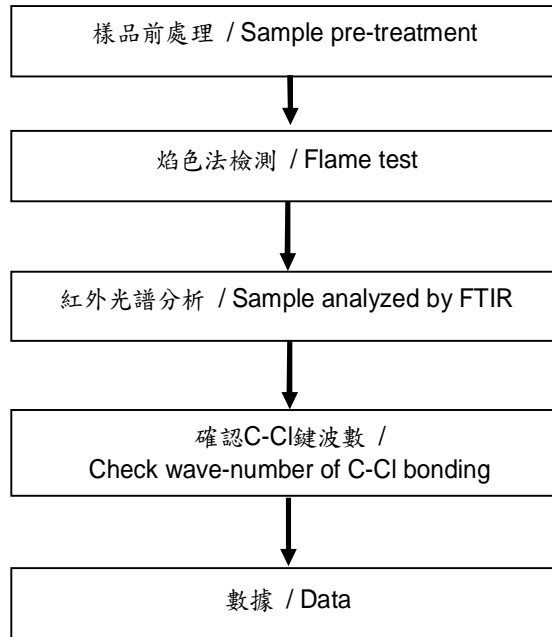 樣品前處理 / Sample pre-treatment
焰色法檢測 / Flame test
紅外光譜分析 / Sample analyzed by FTIR
確認C-Cl鍵波數 /
Check wave-number of C-Cl bonding
數據 / Data